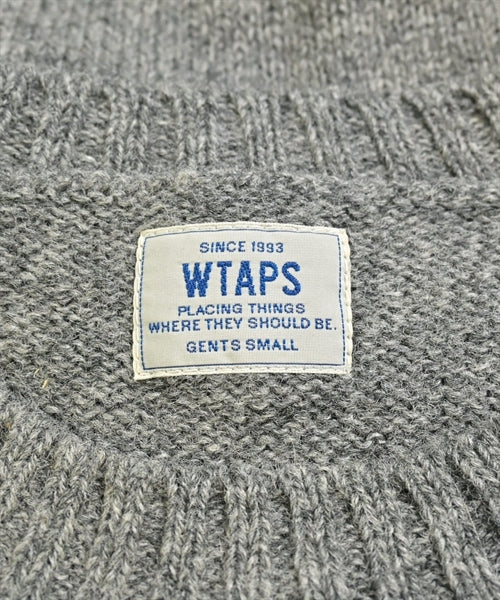 SINCE 1993
WTAPS
PLACING THINGS
WHERE THEY SHOULD BE.
GENTS SMALL